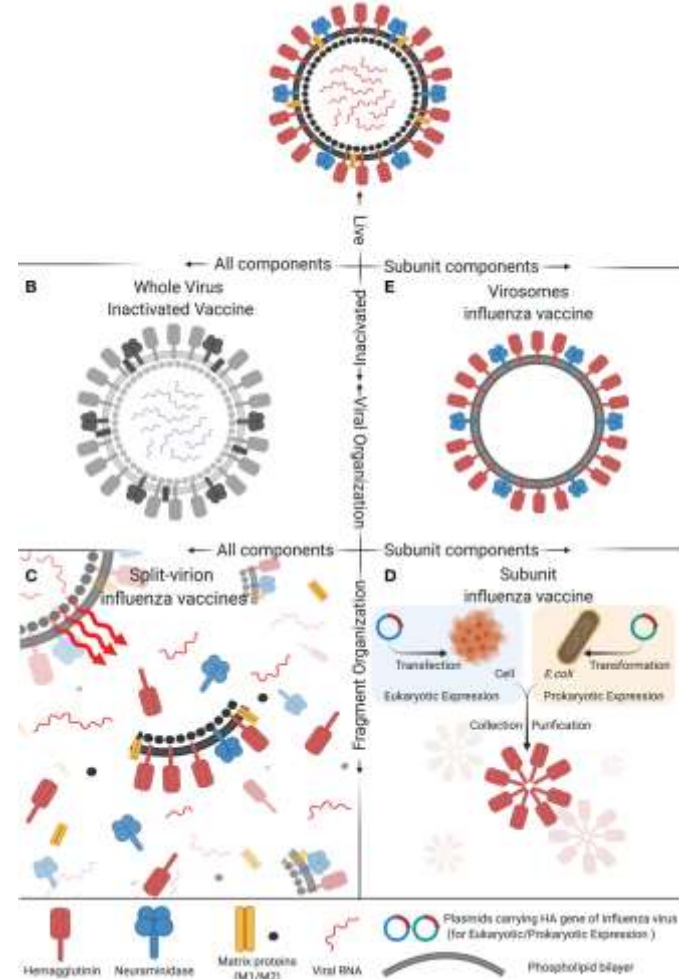 Live
All components
Subunit components
B
Whole Virus
Inactivated Vaccine
Inacivated
Viral Organization
E
Virosomes
influenza vaccine
All components
Subunit components
C
Split-virion
influenza vaccines
Fragment Organization
D
Subunit
influenza vaccine
Transfection
Cell
Eukaryotic Expression
E.coli
Transformation
Prokaryotic Expression
Collection
Purification
Hemagglutinin
Neuraminidase
Matrix proteins
(M1/M2)
Viral RNA
Plasmids carrying HA gene of Influenza virus
(for Eukaryotic/Prokaryotic Expression )
Phospholipid bilayer